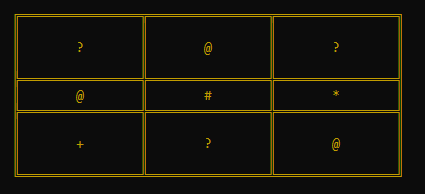 ? @ ?
@ # *
+ ? @